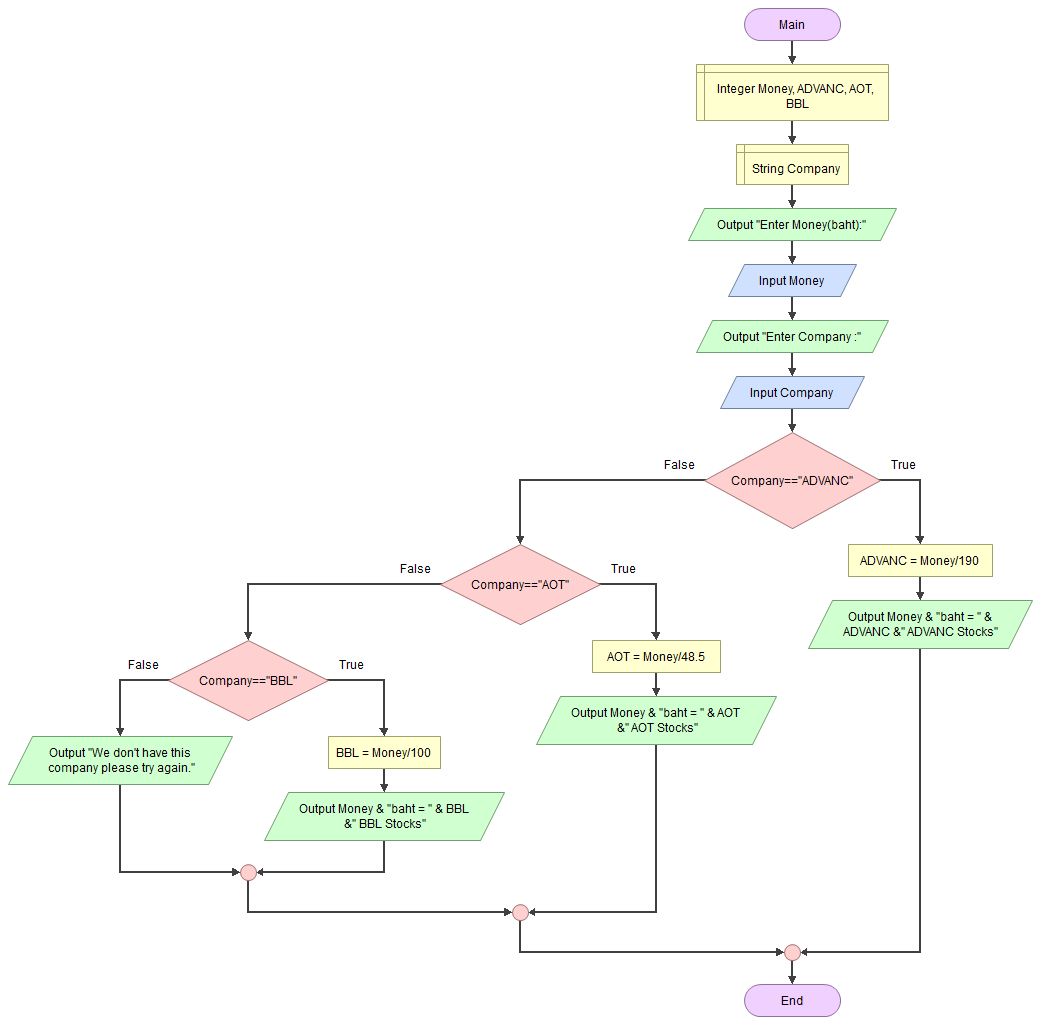 Main
Integer Money, ADVANC, AOT,
BBL
String Company
Output "Enter Money(baht):"
Input Money
Output "Enter Company :"
Input Company
False
True
Company=="ADVANC"
False
True
Company=="AOT"
ADVANC = Money/190
Output Money & "baht = " &
ADVANC &" ADVANC Stocks"
False
True
Company=="BBL"
AOT = Money/48.5
Output Money & "baht = " & AOT
&" AOT Stocks"
Output "We don't have this
company please try again."
BBL = Money/100
Output Money & "baht = " & BBL
&" BBL Stocks"
End